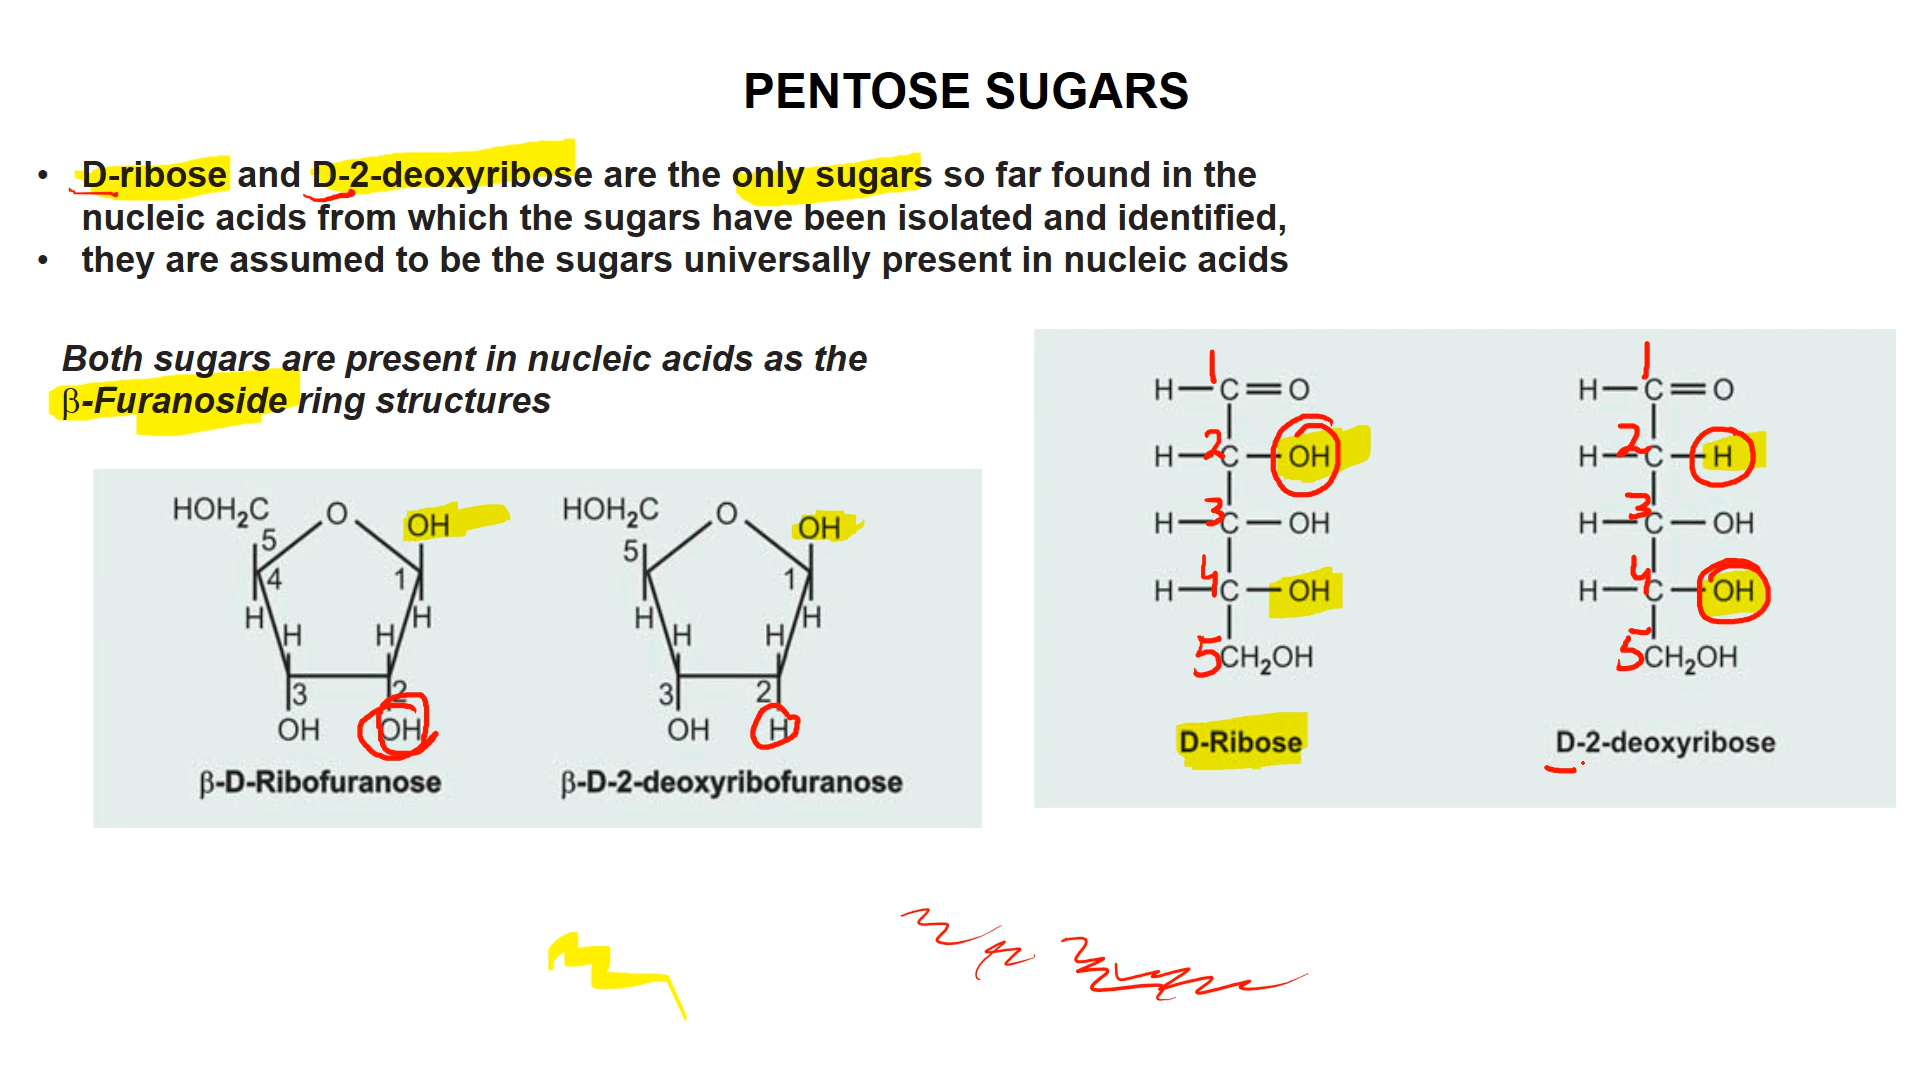 PENTOSE SUGARS
• D-ribose and D-2-deoxyribose are the only sugars so far found in the
nucleic acids from which the sugars have been isolated and identified,
• they are assumed to be the sugars universally present in nucleic acids
Both sugars are present in nucleic acids as the
β-Furanoside ring structures
HOH₂C O OH
5
4 1
H H
H H
3 2
OH OH
β-D-Ribofuranose
HOH₂C O OH
5
1
H H
H H
3 2
OH H
β-D-2-deoxyribofuranose
1
H—C=O
2
H—C—OH
3
H—C—OH
4
H—C—OH
5 CH₂OH
D-Ribose
1
H—C=O
2
H—C—H
3
H—C—OH
4
H—C—OH
5 CH₂OH
D-2-deoxyribose